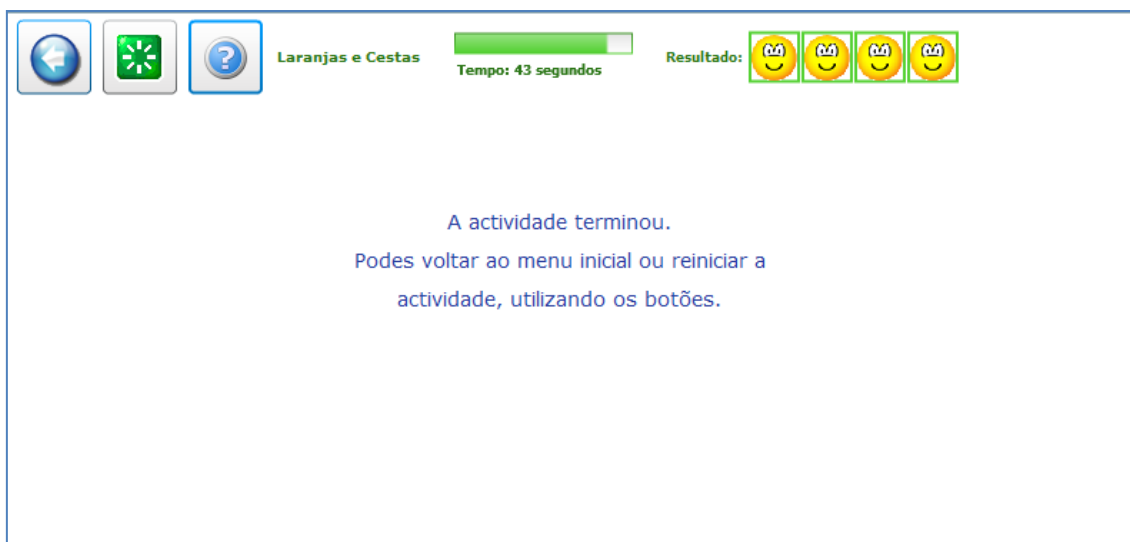 Laranjas e Cestas
Tempo: 43 segundos
Resultado:
A actividade terminou.
Podes voltar ao menu inicial ou reiniciar a
actividade, utilizando os botões.